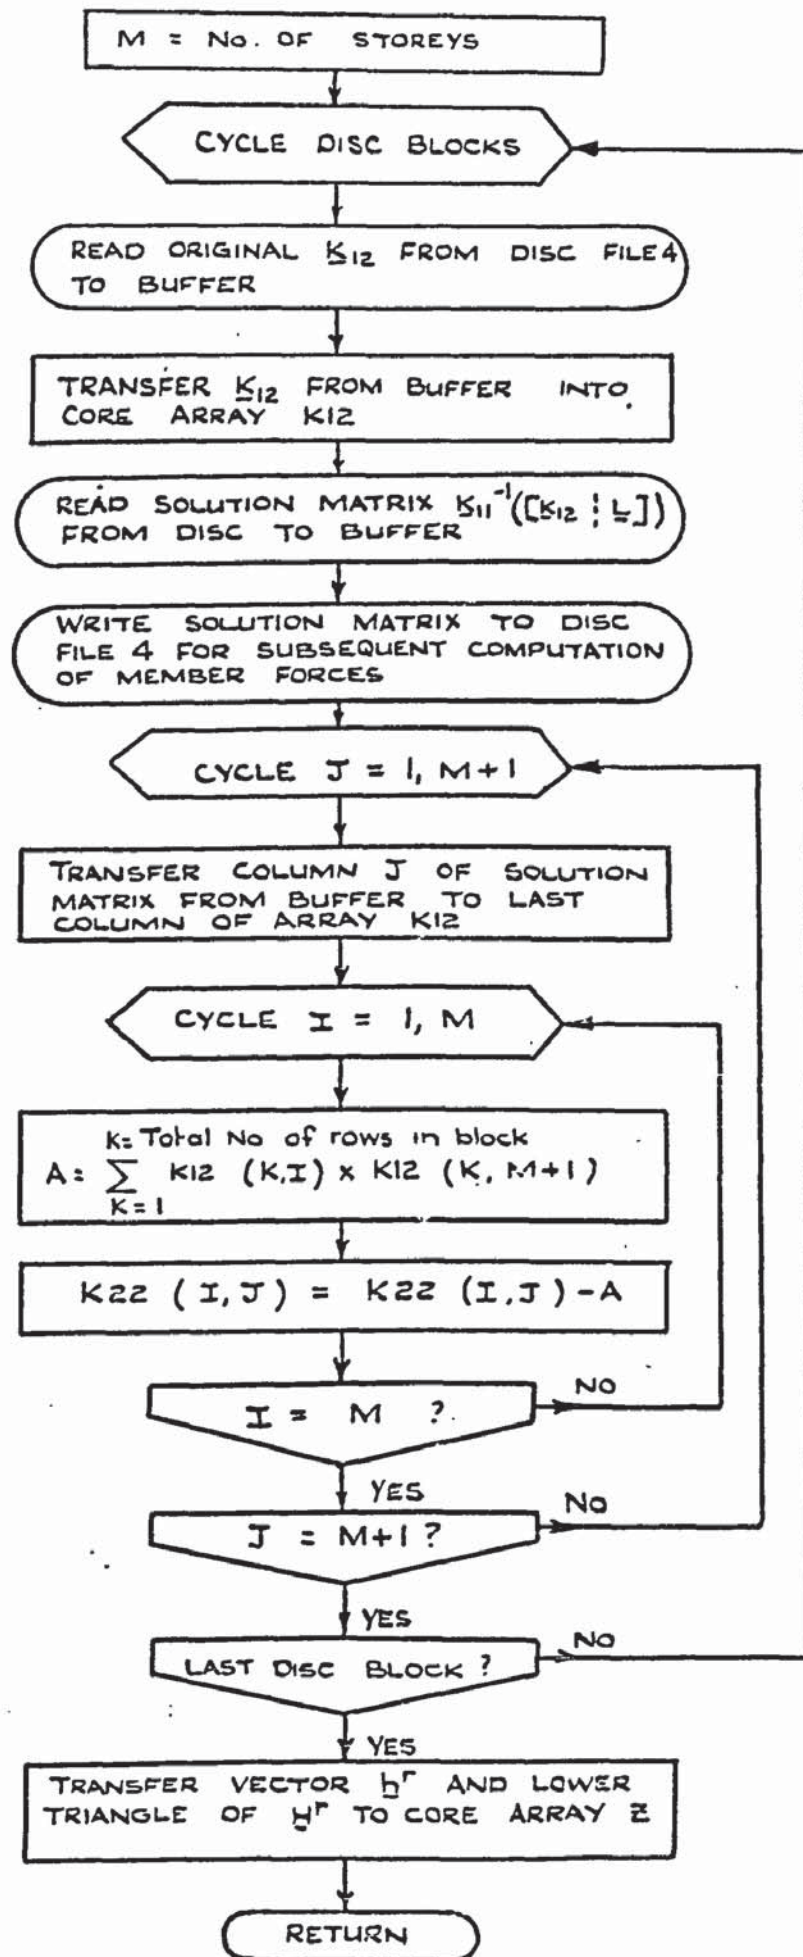 M = No. OF STOREYS
CYCLE DISC BLOCKS
READ ORIGINAL K12 FROM DISC FILE 4
TO BUFFER
TRANSFER K12 FROM BUFFER INTO
CORE ARRAY K12
READ SOLUTION MATRIX K11⁻¹([K12 ¦ L])
FROM DISC TO BUFFER
WRITE SOLUTION MATRIX TO DISC
FILE 4 FOR SUBSEQUENT COMPUTATION
OF MEMBER FORCES
CYCLE J = 1, M+1
TRANSFER COLUMN J OF SOLUTION
MATRIX FROM BUFFER TO LAST
COLUMN OF ARRAY K12
CYCLE I = 1, M
K= Total No of rows in block
A= ∑ K12 (K,I) x K12 (K, M+1)
K=1
K22 (I,J) = K22 (I,J) - A
I = M ?
NO
YES
J = M+1 ?
NO
YES
LAST DISC BLOCK ?
NO
YES
TRANSFER VECTOR hʳ AND LOWER
TRIANGLE OF Hʳ TO CORE ARRAY Z
RETURN